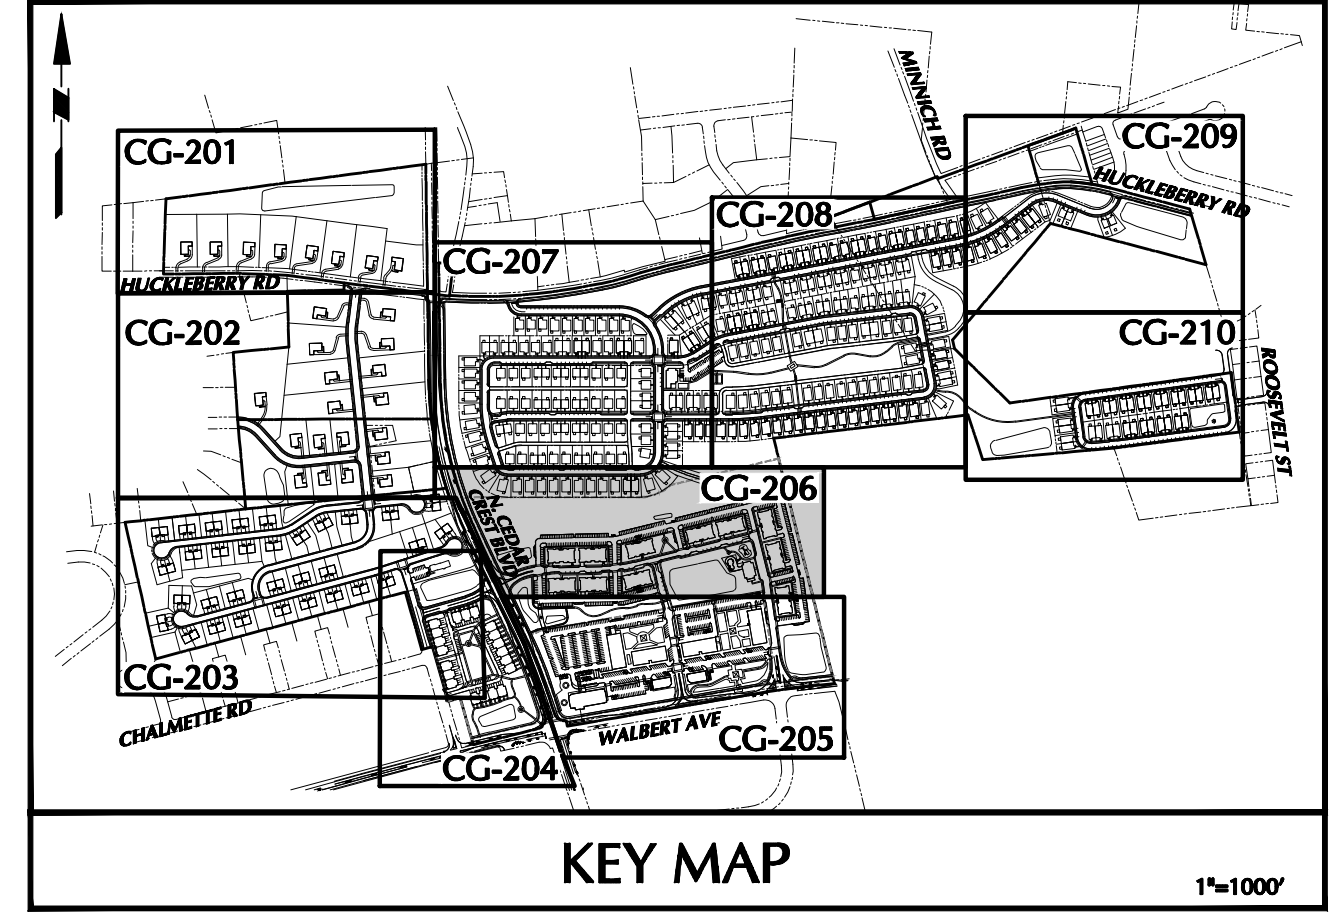 MINNICH RD
CG-201
CG-209
HUCKLEBERRY RD
CG-208
CG-207
HUCKLEBERRY RD
CG-202
CG-210
ROOSEVELT ST
CG-206
N. CEDAR
CREST BLVD
CG-203
CHALMETTE RD
WALBERT AVE
CG-205
CG-204
KEY MAP
1"=1000'